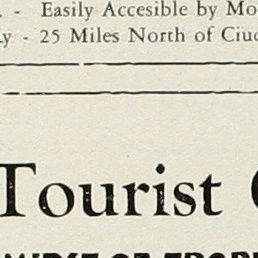 - Easily Accesible by Mo
y - 25 Miles North of Ciud
Tourist